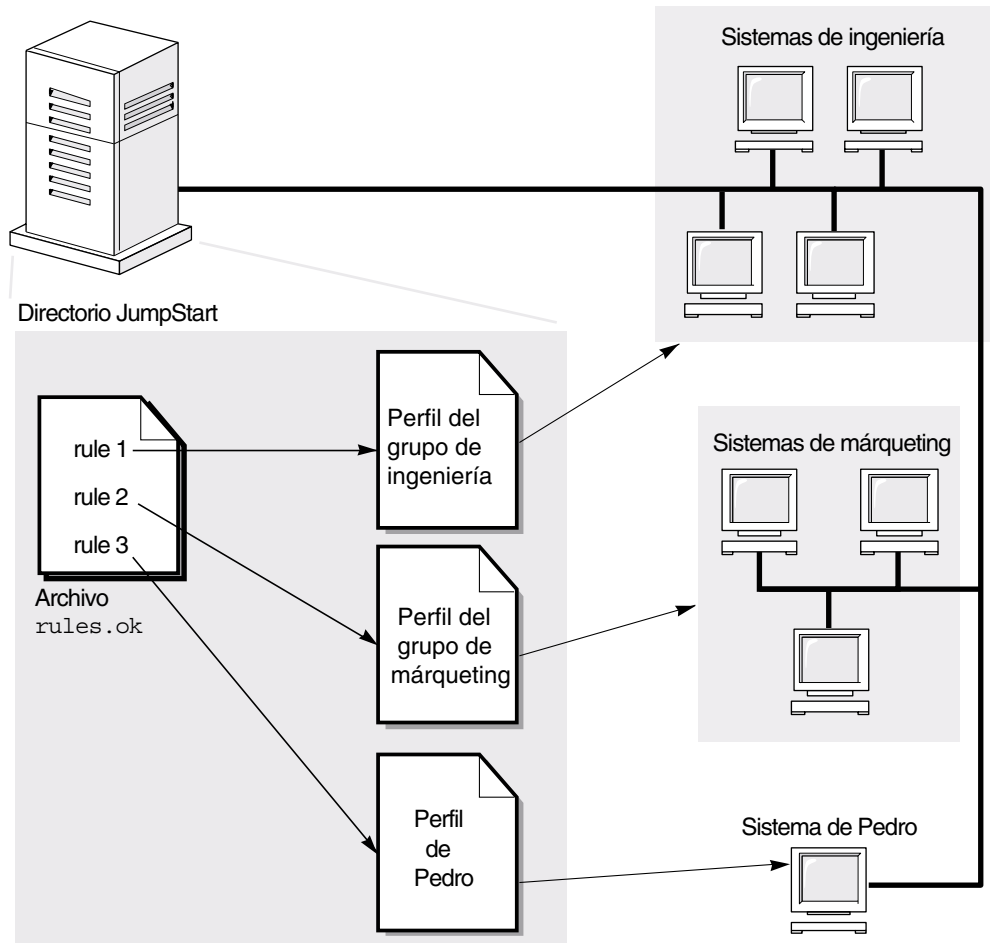 Sistemas de ingeniería
Directorio JumpStart
rule 1
rule 2
rule 3
Archivo
rules.ok
Perfil del
grupo de
ingeniería
Perfil del
grupo de
márqueting
Perfil
de
Pedro
Sistemas de márqueting
Sistema de Pedro